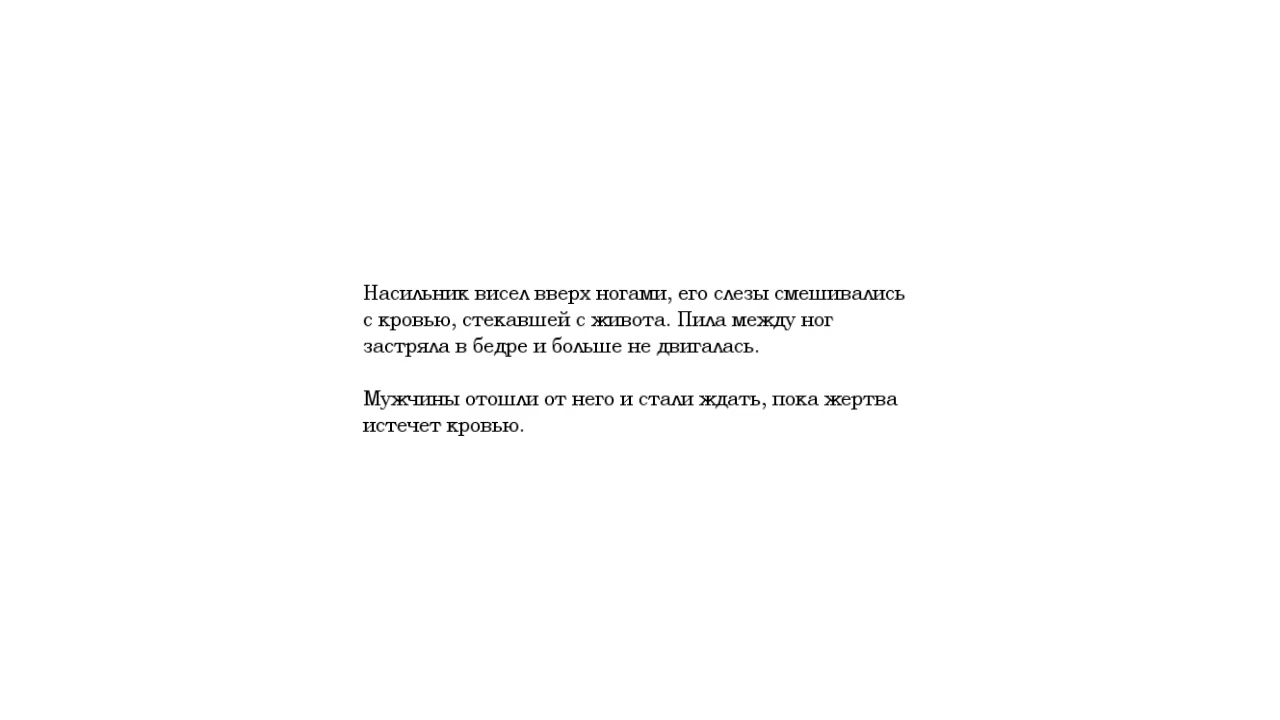 Насильник висел вверх ногами, его слезы смешивались
с кровью, стекавшей с живота. Пила между ног
застряла в бедре и больше не двигалась.
Мужчины отошли от него и стали ждать, пока жертва
истечет кровью.